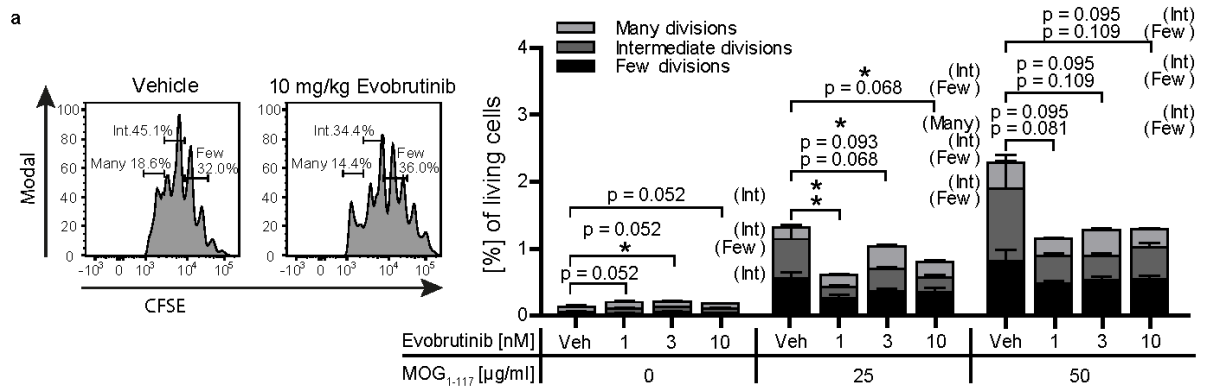 a
Vehicle
10 mg/kg Evobrutinib
Modal
100
80
60
40
20
0
Int.45.1%
Many 18.6%
Few
32.0%
-10³ 0 10³ 10⁴ 10⁵
100
80
60
40
20
0
Int.34.4%
Many 14.4%
Few
36.0%
-10³ 0 10³ 10⁴ 10⁵
CFSE
[%] of living cells
4
3
2
1
0
Many divisions
Intermediate divisions
Few divisions
p = 0.052 (Int)
p = 0.052 (Int)
* (Few)
p = 0.052 (Int)
* (Int)
p = 0.068 (Few)
* (Many)
p = 0.093 (Int)
p = 0.068 (Few)
* (Int)
* (Few)
p = 0.095 (Int)
p = 0.109 (Few)
p = 0.095 (Int)
p = 0.109 (Few)
p = 0.095 (Int)
p = 0.081 (Few)
Evobrutinib [nM] Veh 1 3 10 Veh 1 3 10 Veh 1 3 10
MOG₁₋₁₁₇ [µg/ml] 0 25 50